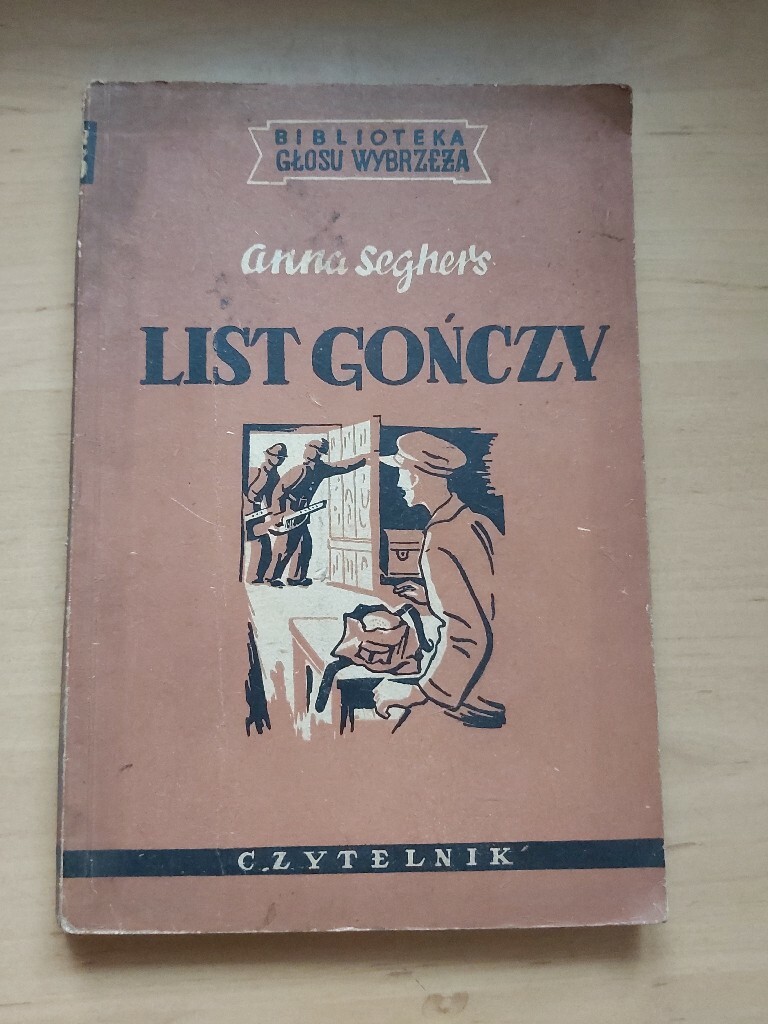 BIBLIOTEKA
GŁOSU WYBRZEŻA
anna seghers
LIST GOŃCZY
CZYTELNIK